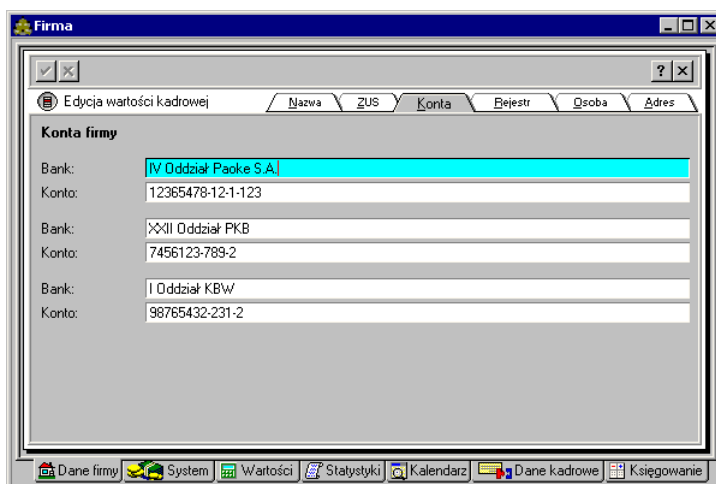 Firma
?
Edycja wartości kadrowej
Nazwa ZUS Konta Rejestr Osoba Adres
Konta firmy
Bank: IV Oddział Paoke S.A.
Konto: 12365478-12-1-123
Bank: XXII Oddział PKB
Konto: 7456123-789-2
Bank: I Oddział KBW
Konto: 98765432-231-2
Dane firmy System Wartości Statystyki Kalendarz Dane kadrowe Księgowanie